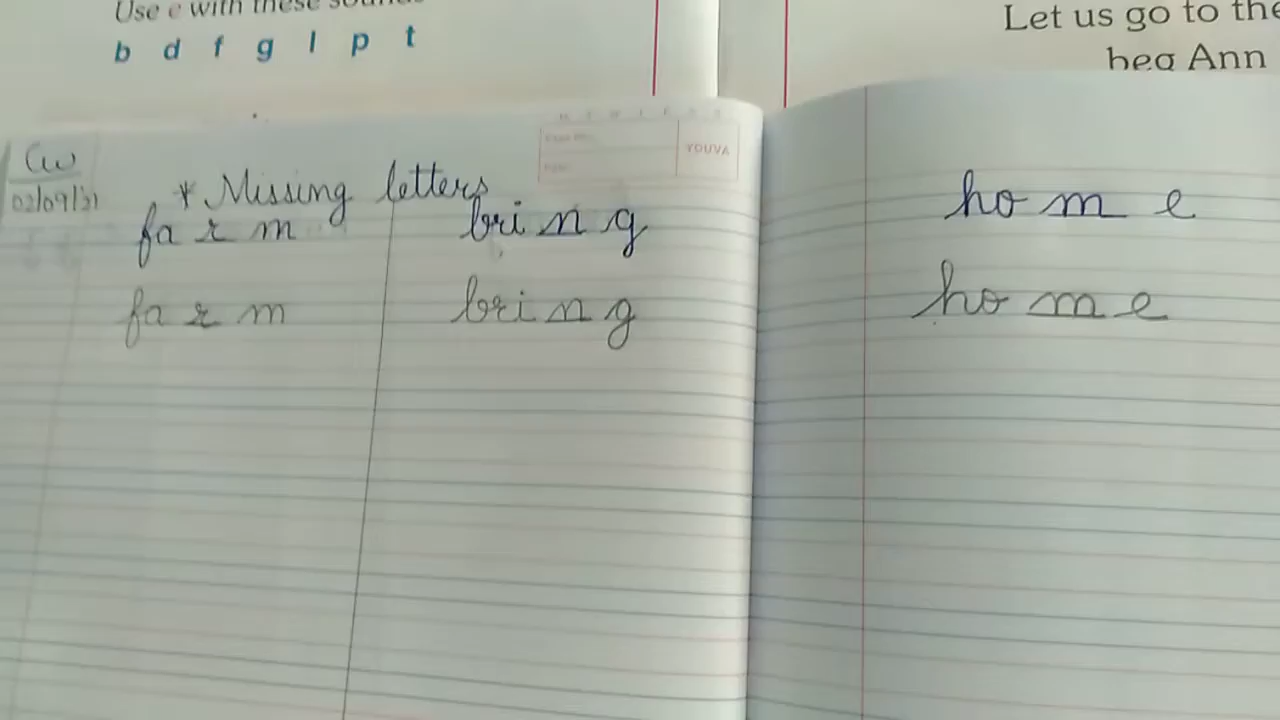 Use e with these
b d f g l p t
Let us go to the
beg Ann
YOUVA
CW
02/09/21
* Missing letters
fa r m bri n g
fa r m bri n g
ho m e
ho m e